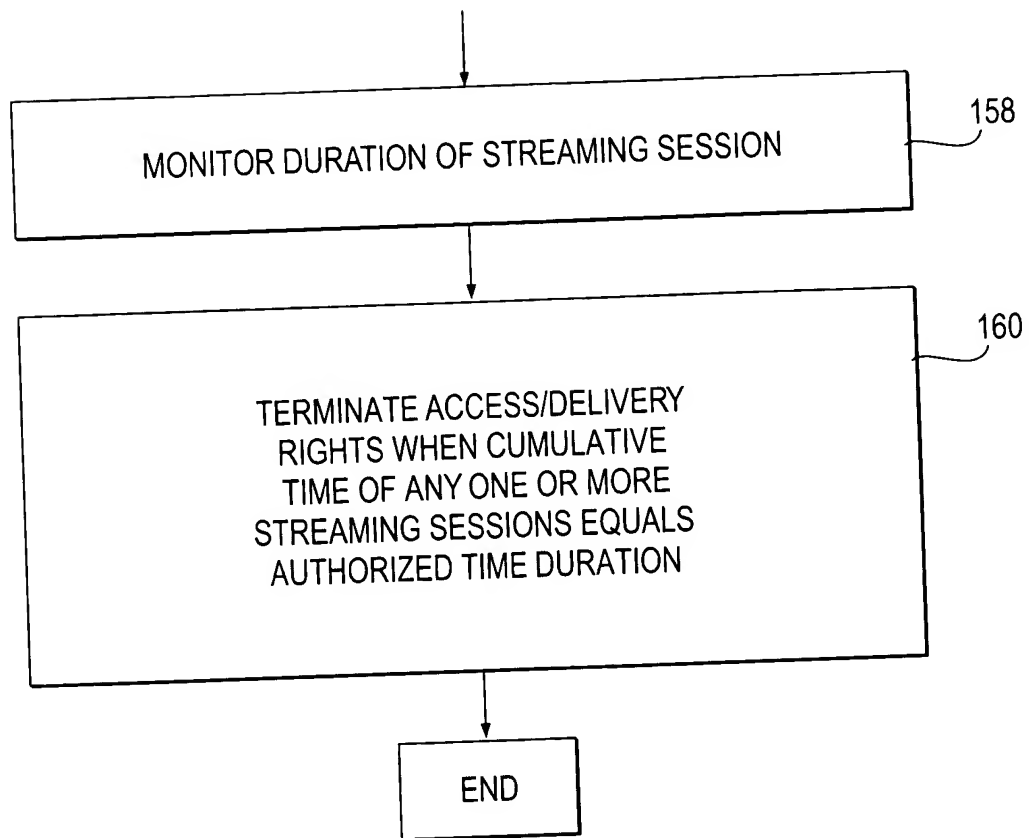 MONITOR DURATION OF STREAMING SESSION
158
TERMINATE ACCESS/DELIVERY
RIGHTS WHEN CUMULATIVE
TIME OF ANY ONE OR MORE
STREAMING SESSIONS EQUALS
AUTHORIZED TIME DURATION
160
END